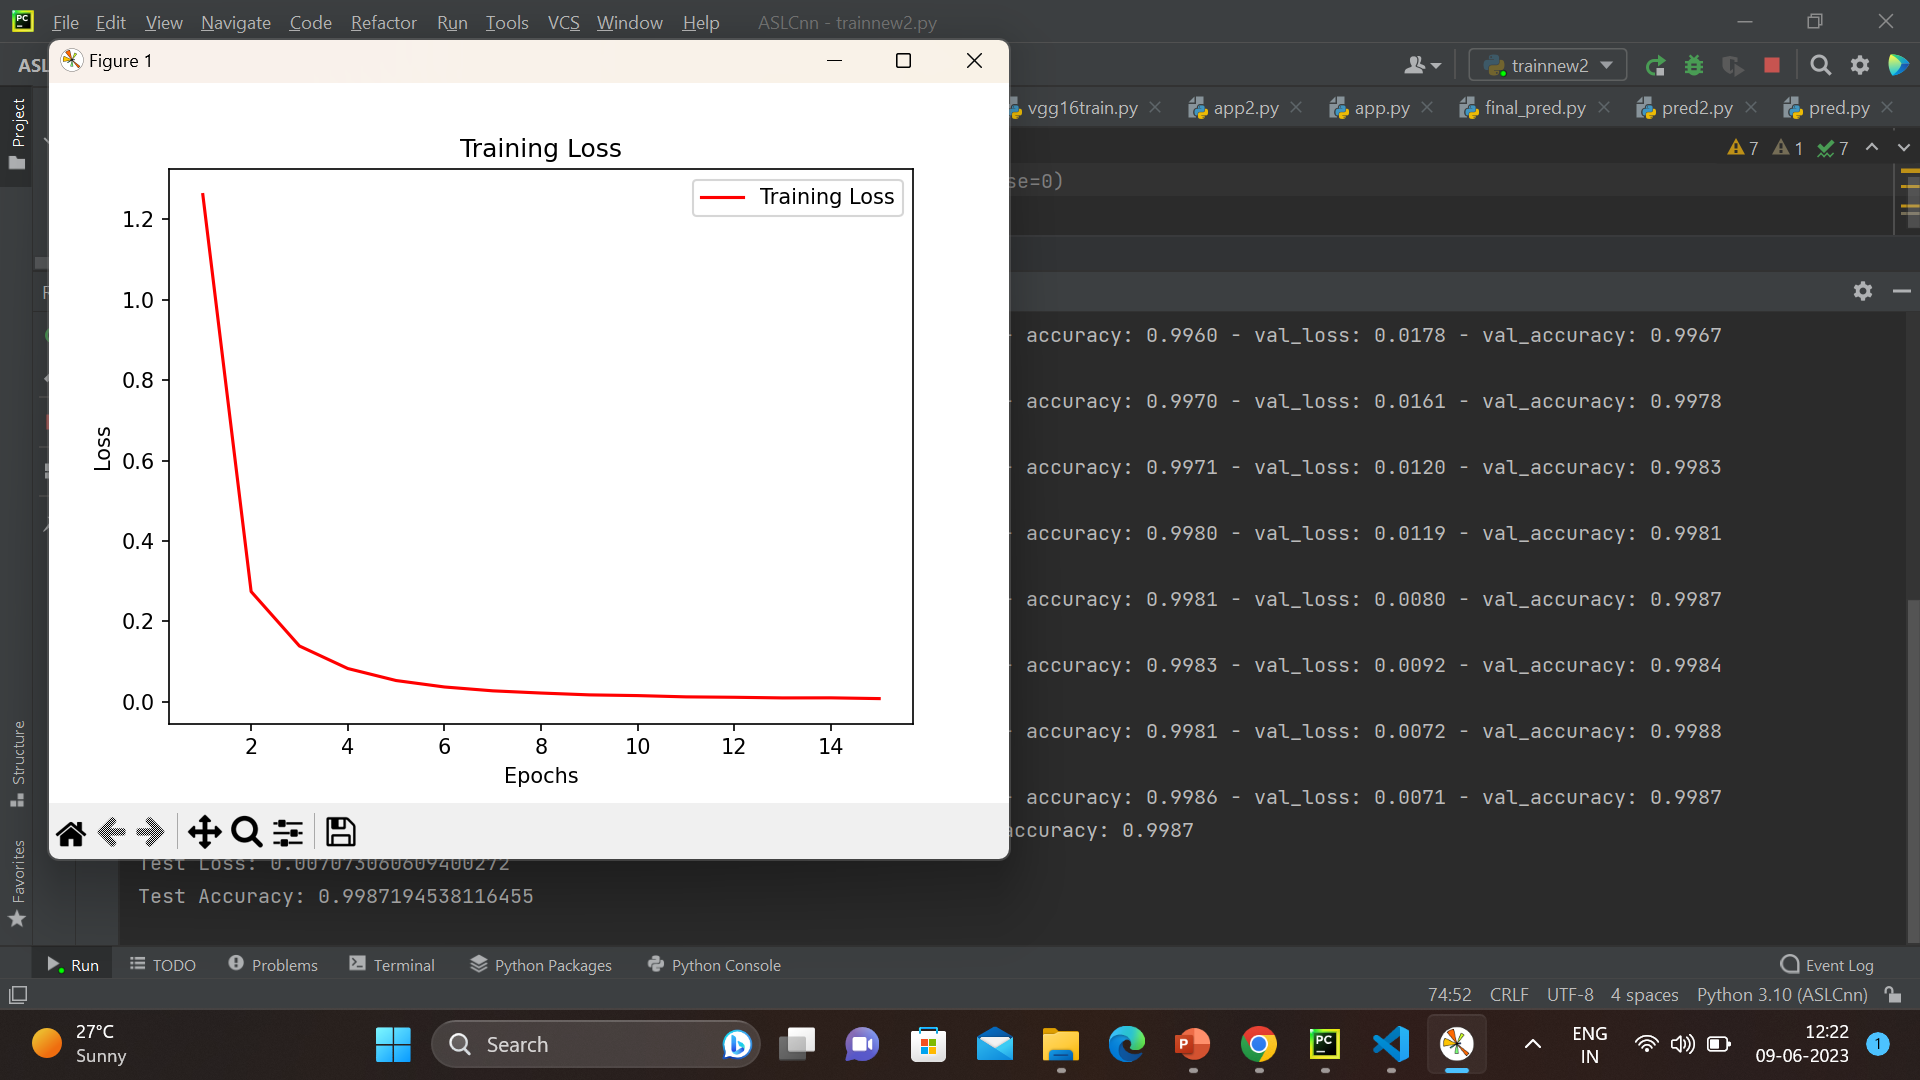 File Edit View Navigate Code Refactor Run Tools VCS Window Help ASLCnn - trainnew2.py
Figure 1
ASL
trainnew2
vgg16train.py app2.py app.py final_pred.py pred2.py pred.py
7 1 7
se=0)
Project
Structure
Favorites
Training Loss
Training Loss
1.2
1.0
0.8
0.6
0.4
0.2
0.0
Loss
2 4 6 8 10 12 14
Epochs
accuracy: 0.9960 - val_loss: 0.0178 - val_accuracy: 0.9967
accuracy: 0.9970 - val_loss: 0.0161 - val_accuracy: 0.9978
accuracy: 0.9971 - val_loss: 0.0120 - val_accuracy: 0.9983
accuracy: 0.9980 - val_loss: 0.0119 - val_accuracy: 0.9981
accuracy: 0.9981 - val_loss: 0.0080 - val_accuracy: 0.9987
accuracy: 0.9983 - val_loss: 0.0092 - val_accuracy: 0.9984
accuracy: 0.9981 - val_loss: 0.0072 - val_accuracy: 0.9988
accuracy: 0.9986 - val_loss: 0.0071 - val_accuracy: 0.9987
accuracy: 0.9987
Test Loss: 0.007073060609400272
Test Accuracy: 0.9987194538116455
Run TODO Problems Terminal Python Packages Python Console Event Log
74:52 CRLF UTF-8 4 spaces Python 3.10 (ASLCnn)
27°C
Sunny
Search
ENG
IN
12:22
09-06-2023
1